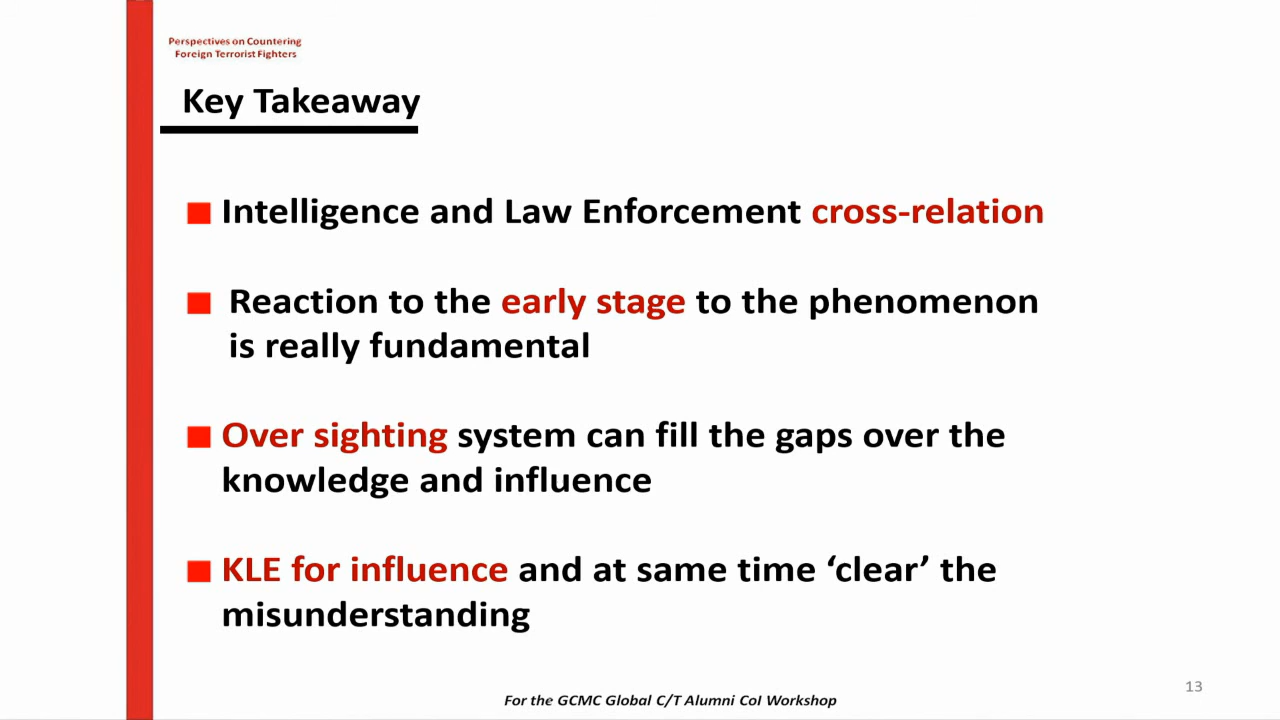 Perspectives on Countering
Foreign Terrorist Fighters
Key Takeaway
Intelligence and Law Enforcement cross-relation
Reaction to the early stage to the phenomenon
is really fundamental
Over sighting system can fill the gaps over the
knowledge and influence
KLE for influence and at same time ‘clear’ the
misunderstanding
For the GCMC Global C/T Alumni CoI Workshop
13